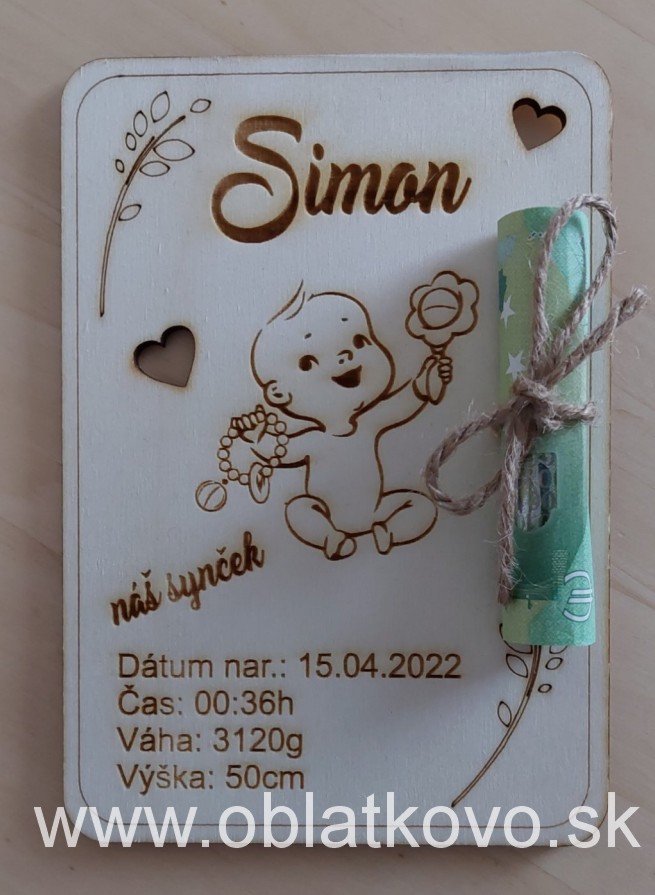 Simon
náš synček
Dátum nar.: 15.04.2022
Čas: 00:36h
Váha: 3120g
Výška: 50cm
www.oblatkovo.sk